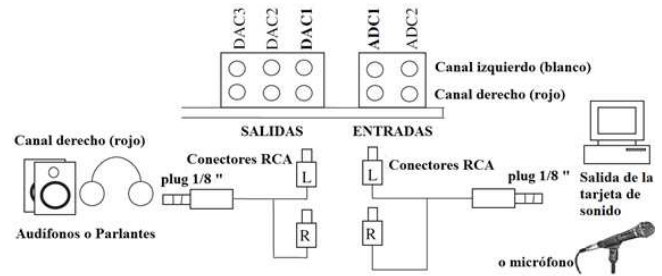 DAC3
DAC2
DAC1
ADC1
ADC2
Canal izquierdo (blanco)
Canal derecho (rojo)
SALIDAS
ENTRADAS
Canal derecho (rojo)
Conectores RCA
plug 1/8 "
L
R
Audífonos o Parlantes
L
R
Conectores RCA
plug 1/8 "
Salida de la
tarjeta de
sonido
o micrófono